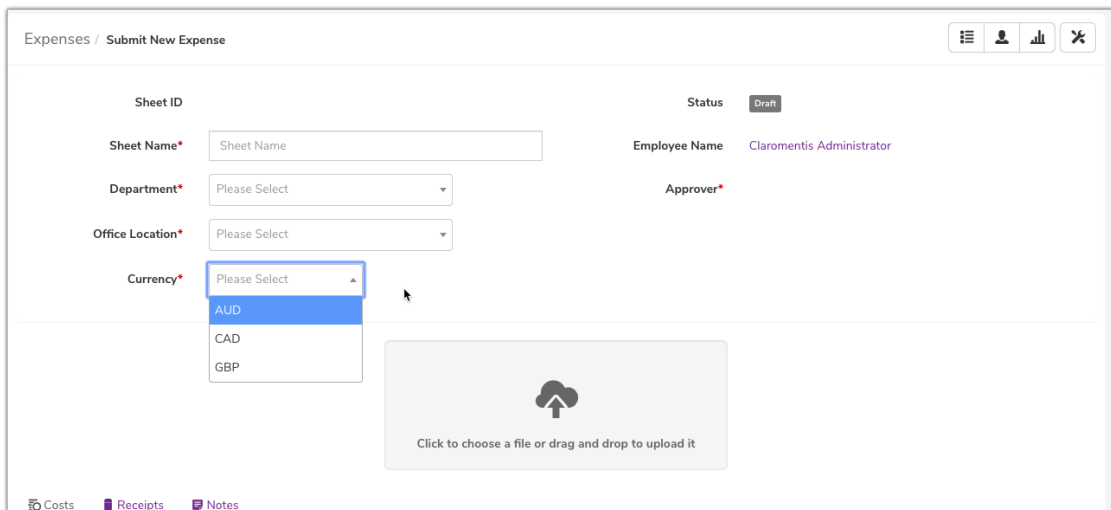 Expenses / Submit New Expense
Sheet ID
Status Draft
Sheet Name* Sheet Name
Employee Name Claromentis Administrator
Department* Please Select
Approver*
Office Location* Please Select
Currency* Please Select
AUD
CAD
GBP
Click to choose a file or drag and drop to upload it
Costs Receipts Notes